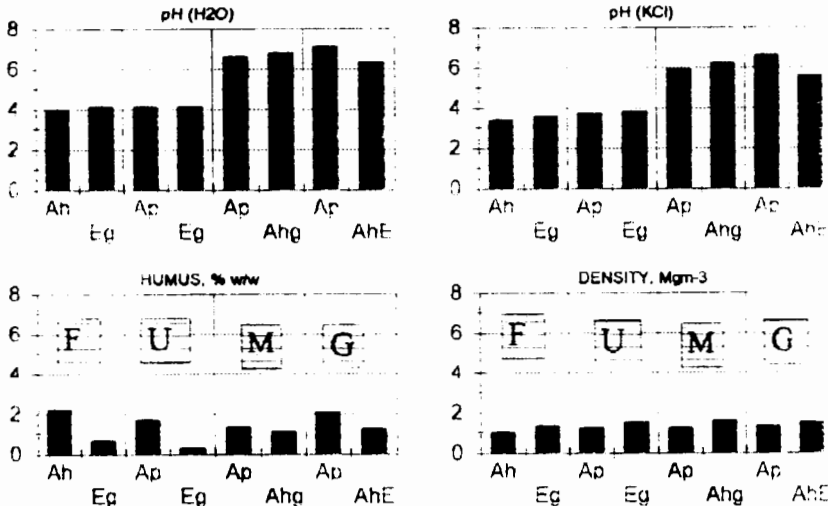 pH (H2O)
8
6
4
2
0
Ah Ap Ap Ap
Eg Eg Ahg AhE
pH (KCl)
8
6
4
2
0
Ah Ap Ap Ap
Eg Eg Ahg AhE
HUMUS, % w/w
8
6
4
2
0
F U M G
Ah Ap Ap Ap
Eg Eg Ahg AhE
DENSITY, Mgm-3
8
6
4
2
0
F U M G
Ah Ap Ap Ap
Eg Eg Ahg AhE